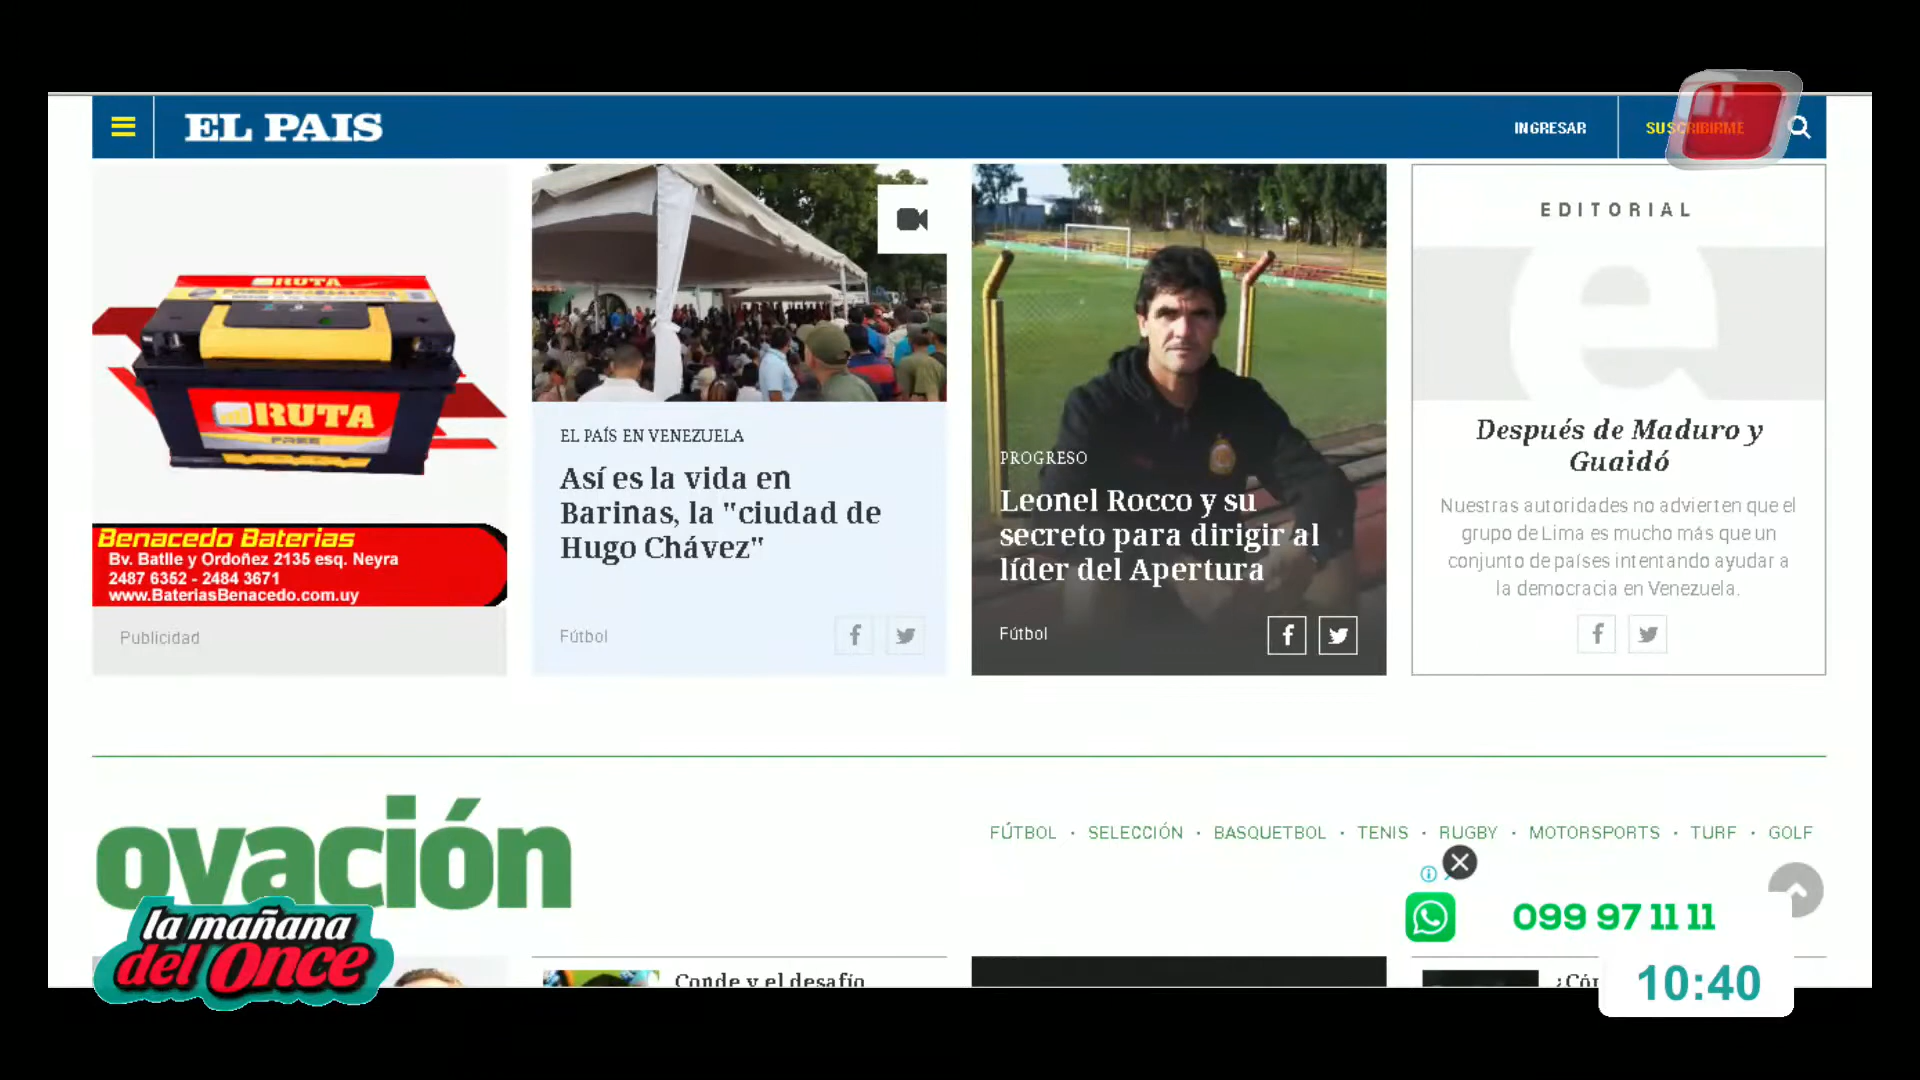 EL PAIS
INGRESAR
SUSCRIBIRME
RUTA
RUTA
FREE
Benacedo Baterias
Bv. Batlle y Ordoñez 2135 esq. Neyra
2487 6352 - 2484 3671
www.BateriasBenacedo.com.uy
Publicidad
EL PAÍS EN VENEZUELA
Así es la vida en
Barinas, la "ciudad de
Hugo Chávez"
Fútbol
PROGRESO
Leonel Rocco y su
secreto para dirigir al
líder del Apertura
Fútbol
EDITORIAL
e
Después de Maduro y
Guaidó
Nuestras autoridades no advierten que el
grupo de Lima es mucho más que un
conjunto de países intentando ayudar a
la democracia en Venezuela.
ovación
FÚTBOL · SELECCIÓN · BASQUETBOL · TENIS · RUGBY · MOTORSPORTS · TURF · GOLF
099 97 11 11
la mañana
del Once
Conde y el desafío
10:40